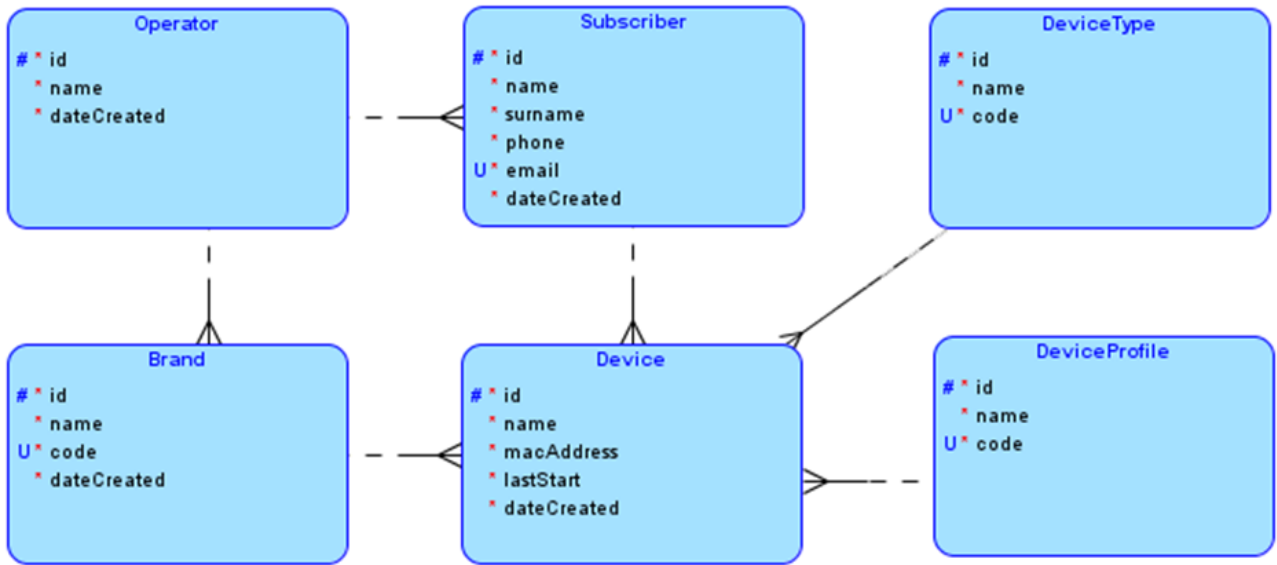 Operator
# * id
* name
* dateCreated
Subscriber
# * id
* name
* surname
* phone
U * email
* dateCreated
DeviceType
# * id
* name
U * code
Brand
# * id
* name
U * code
* dateCreated
Device
# * id
* name
* macAddress
* lastStart
* dateCreated
DeviceProfile
# * id
* name
U * code